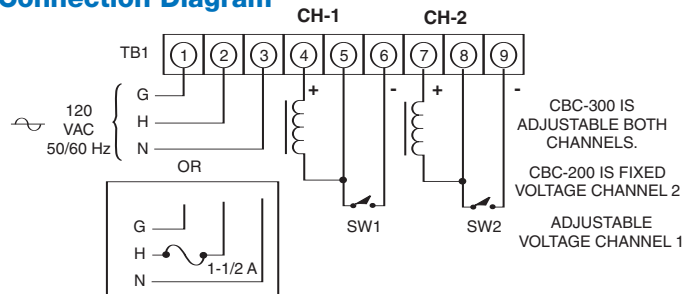 Connection Diagram
CH-1 CH-2
TB1 1 2 3 4 5 6 7 8 9
+ - + -
G
120
VAC
50/60 Hz
H
N
OR
G
H
1-1/2 A
N
SW1 SW2
CBC-300 IS
ADJUSTABLE BOTH
CHANNELS.
CBC-200 IS FIXED
VOLTAGE CHANNEL 2
ADJUSTABLE
VOLTAGE CHANNEL 1